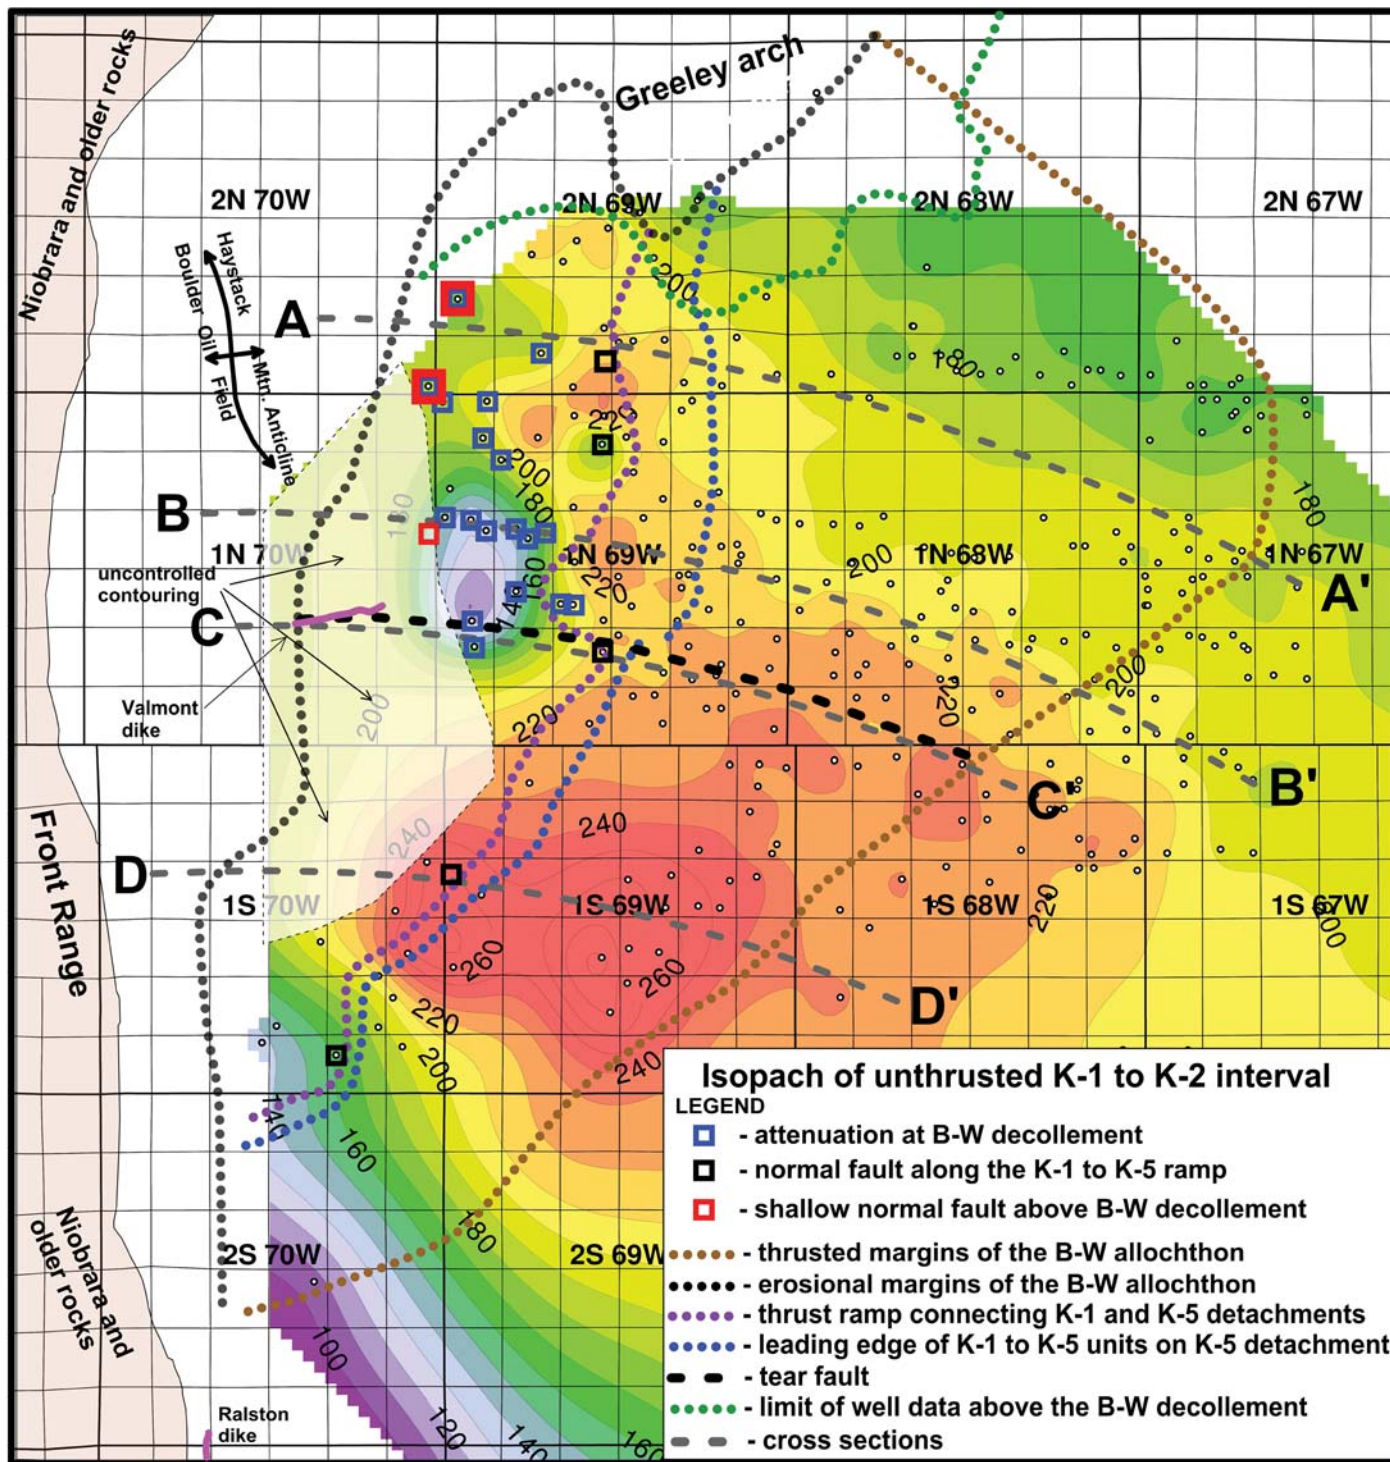 Greeley arch
Niobrara and older rocks
2N 70W
2N 69W
2N 68W
2N 67W
Haystack
Boulder Oil
Field
Mtn. Anticline
A
200
180
220
200
180
180
B
180
1N 70W
1N 69W
1N 68W
1N 67W
200
160
220
A'
uncontrolled
contouring
140
C
200
Valmont
dike
200
220
220
B'
C'
240
240
Front Range
D
1S 70W
1S 69W
1S 68W
1S 67W
220
200
260
260
D'
220
200
240
140
160
180
Niobrara and
older rocks
2S 70W
2S 69W
100
120
140
160
Ralston
dike
Isopach of unthrusted K-1 to K-2 interval
LEGEND
- attenuation at B-W decollement
- normal fault along the K-1 to K-5 ramp
- shallow normal fault above B-W decollement
- thrusted margins of the B-W allochthon
- erosional margins of the B-W allochthon
- thrust ramp connecting K-1 and K-5 detachments
- leading edge of K-1 to K-5 units on K-5 detachment
- tear fault
- limit of well data above the B-W decollement
- cross sections